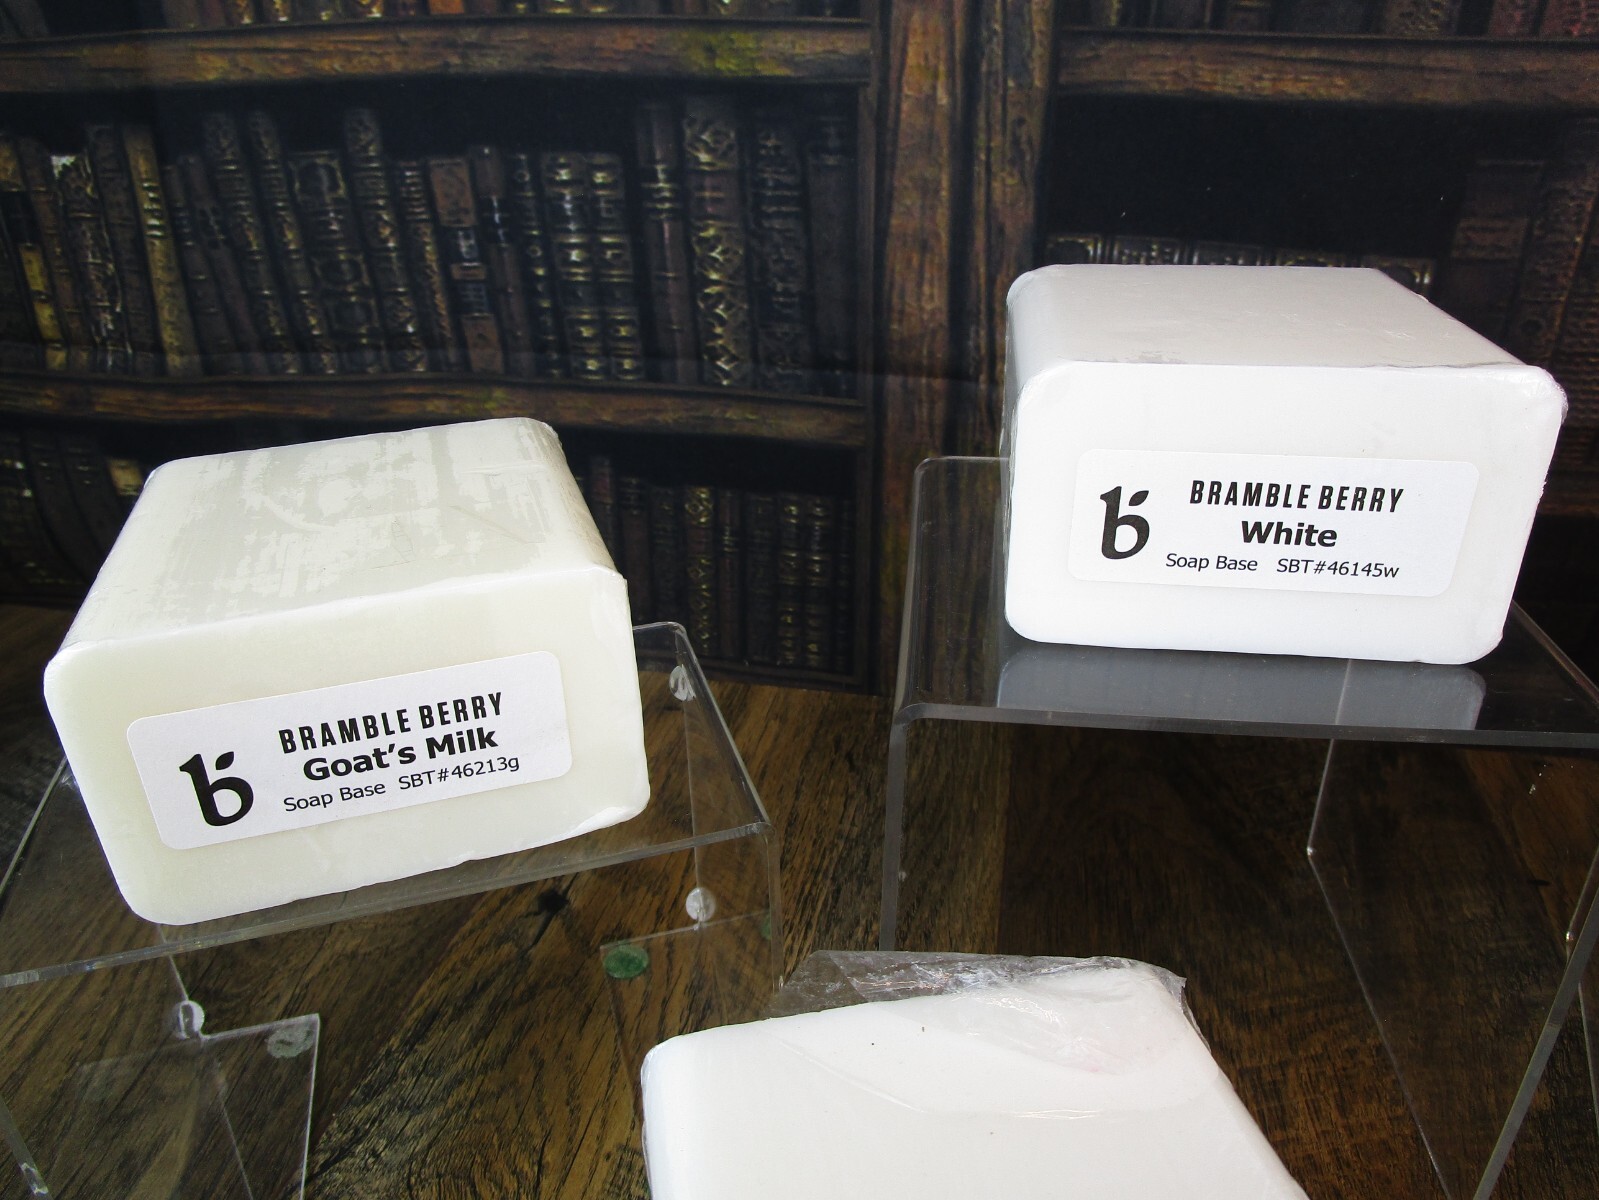 BRAMBLE BERRY
Goat's Milk
Soap Base SBT#46213g
BRAMBLE BERRY
White
Soap Base SBT#46145w